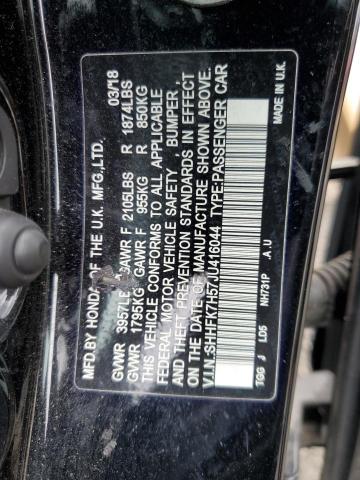 MFD.BY HONDA OF THE U.K. MFG.,LTD. 03/18
GVWR 3957LBS GAWR F 2105LBS R 1874LBS
GVWR 1795KG GAWR F 955KG R 850KG
THIS VEHICLE CONFORMS TO ALL APPLICABLE
FEDERAL MOTOR VEHICLE SAFETY , BUMPER ,
AND THEFT PREVENTION STANDARDS IN EFFECT
ON THE DATE OF MANUFACTURE SHOWN ABOVE.
V.I.N.:SHHFK7H57JU416044 TYPE:PASSENGER CAR
TGG J LD5 NH731P A.U MADE IN U.K.